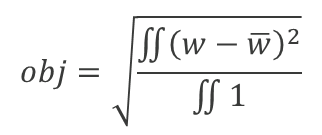 obj = √(∬(w − w̅)² / ∬ 1)